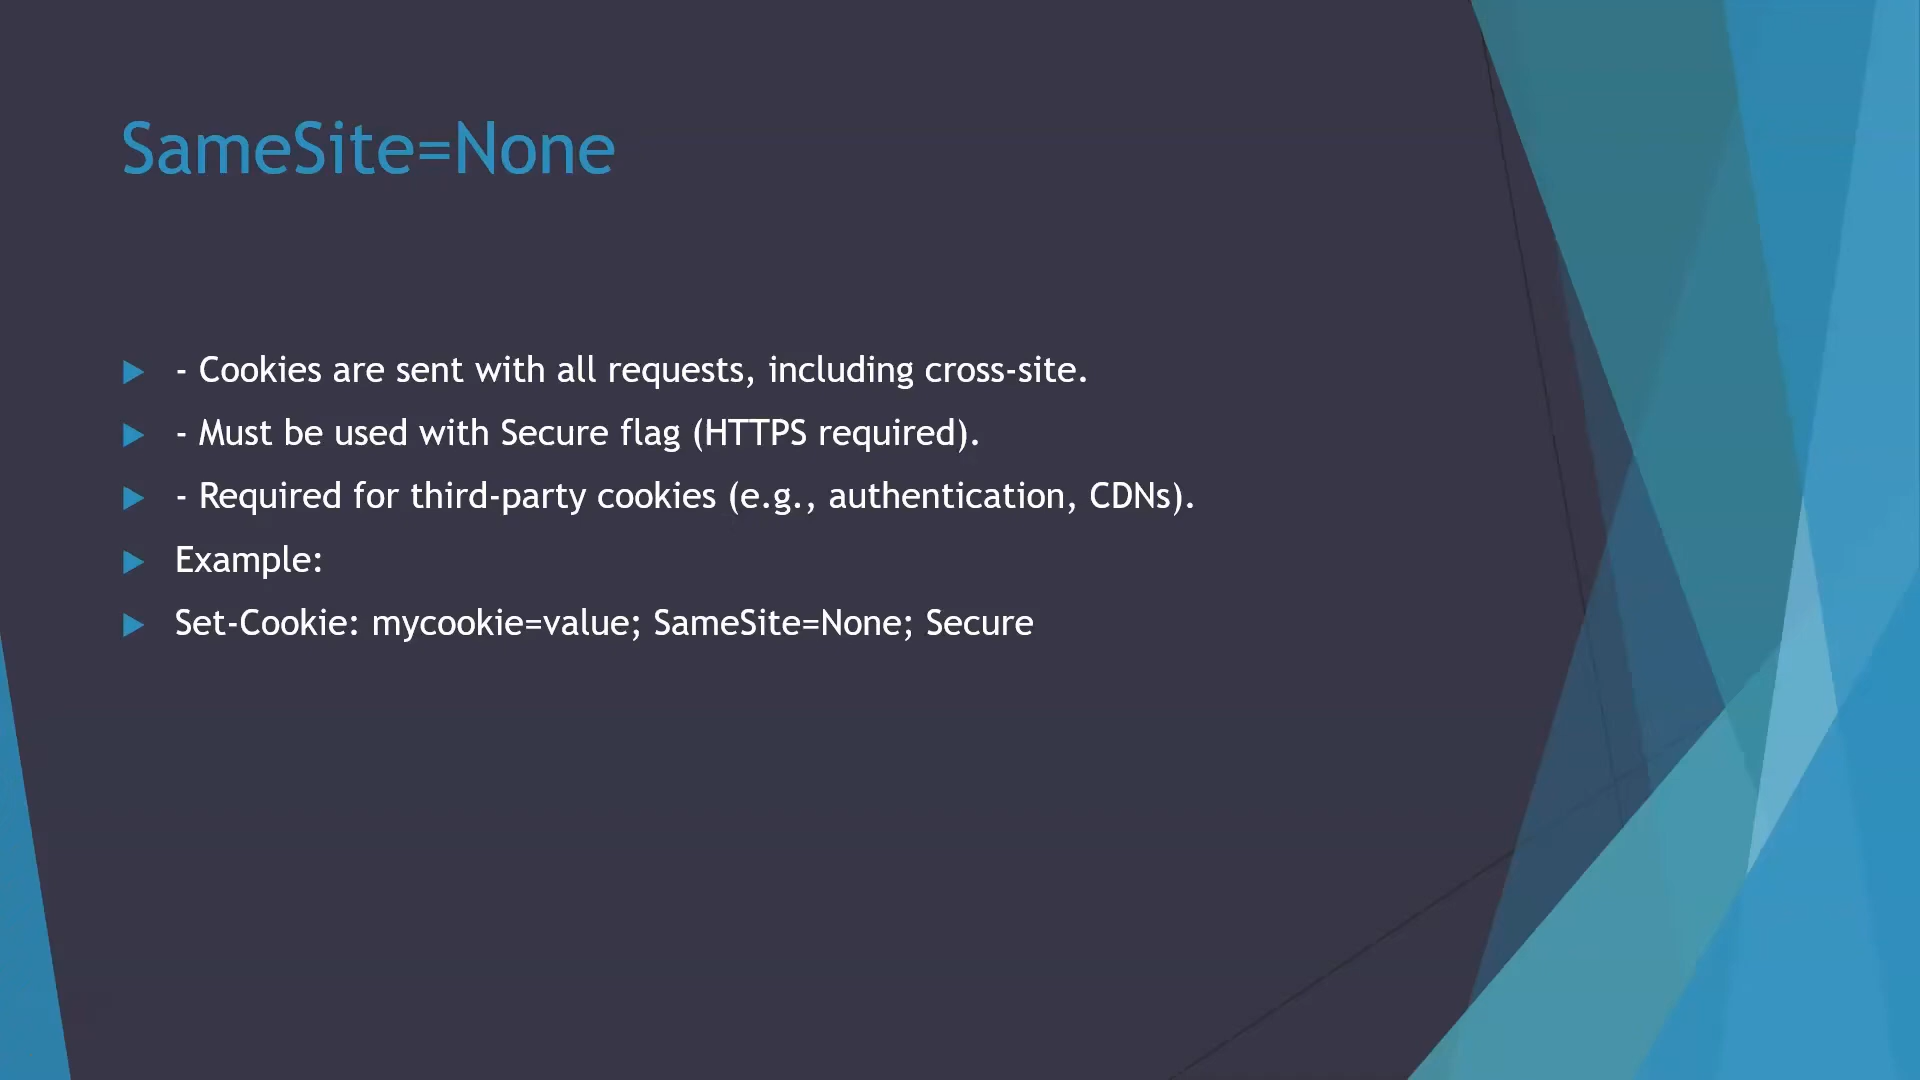 SameSite=None
- Cookies are sent with all requests, including cross-site.
- Must be used with Secure flag (HTTPS required).
- Required for third-party cookies (e.g., authentication, CDNs).
Example:
Set-Cookie: mycookie=value; SameSite=None; Secure